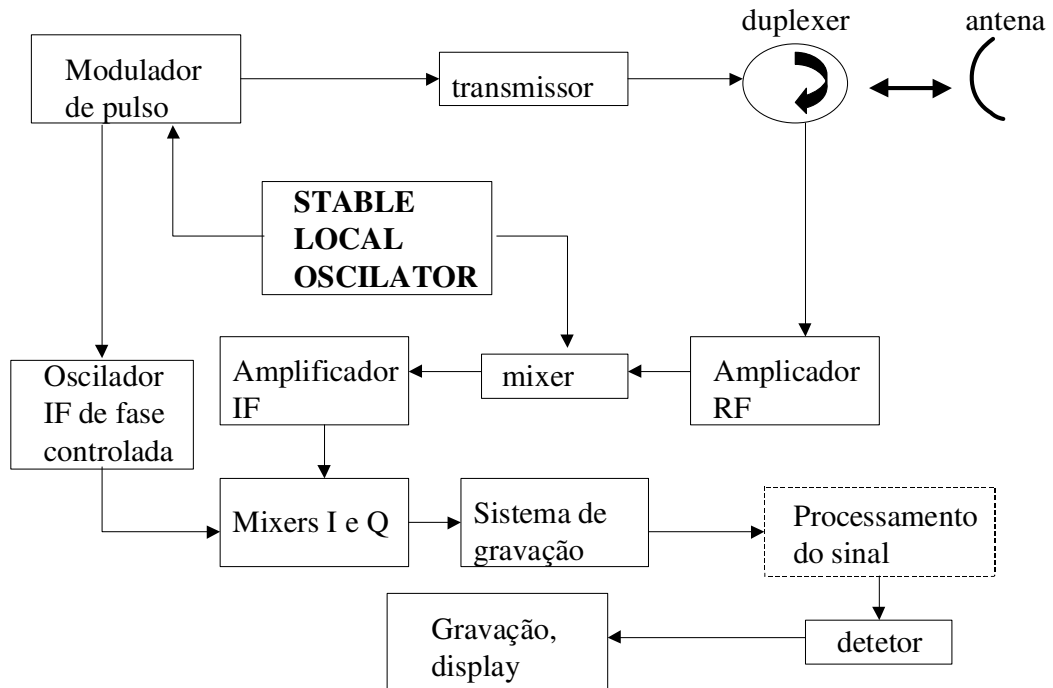 duplexer
antena
Modulador
de pulso
transmissor
STABLE
LOCAL
OSCILATOR
Oscilador
IF de fase
controlada
Amplificador
IF
mixer
Amplicador
RF
Mixers I e Q
Sistema de
gravação
Processamento
do sinal
Gravação,
display
detetor